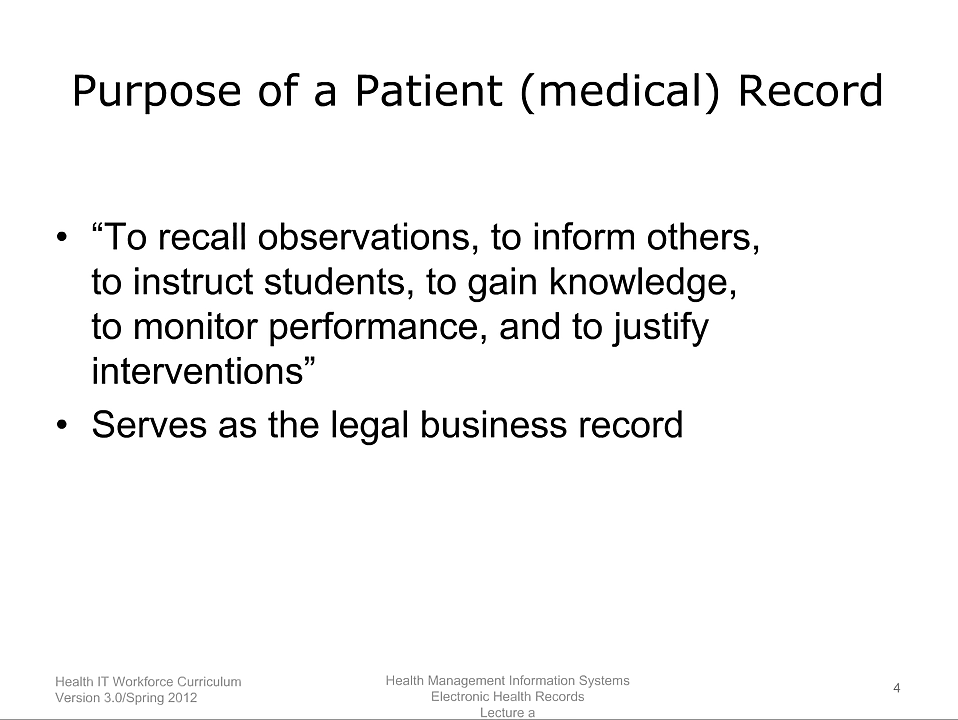 Purpose of a Patient (medical) Record
• “To recall observations, to inform others,
to instruct students, to gain knowledge,
to monitor performance, and to justify
interventions”
• Serves as the legal business record
Health IT Workforce Curriculum
Version 3.0/Spring 2012
Health Management Information Systems
Electronic Health Records
Lecture a
4